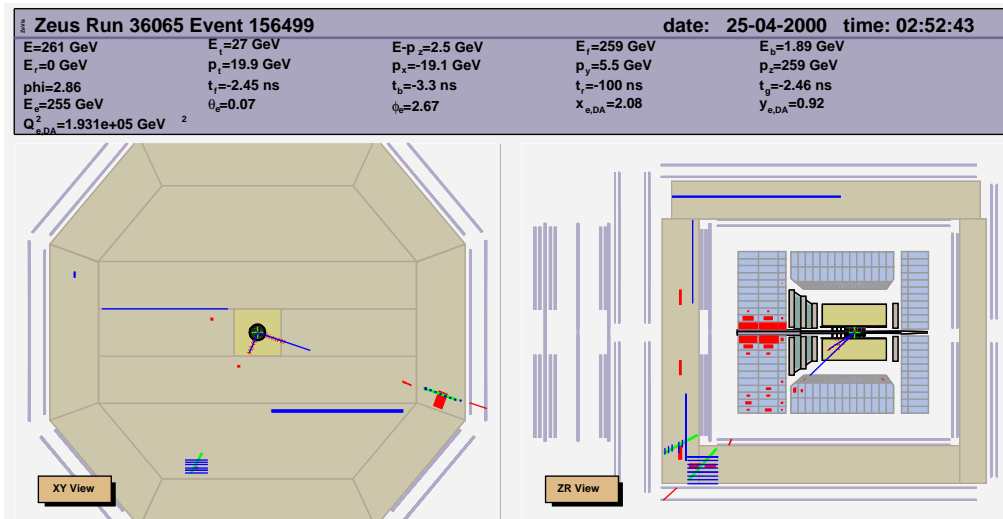 ZeVis Zeus Run 36065 Event 156499 date: 25-04-2000 time: 02:52:43
E=261 GeV Et=27 GeV E-pz=2.5 GeV Ef=259 GeV Eb=1.89 GeV
Er=0 GeV pt=19.9 GeV px=-19.1 GeV py=5.5 GeV pz=259 GeV
phi=2.86 tf=-2.45 ns tb=-3.3 ns tr=-100 ns tg=-2.46 ns
Ee=255 GeV θe=0.07 ϕe=2.67 xe,DA=2.08 ye,DA=0.92
Q2e,DA=1.931e+05 GeV 2
XY View ZR View